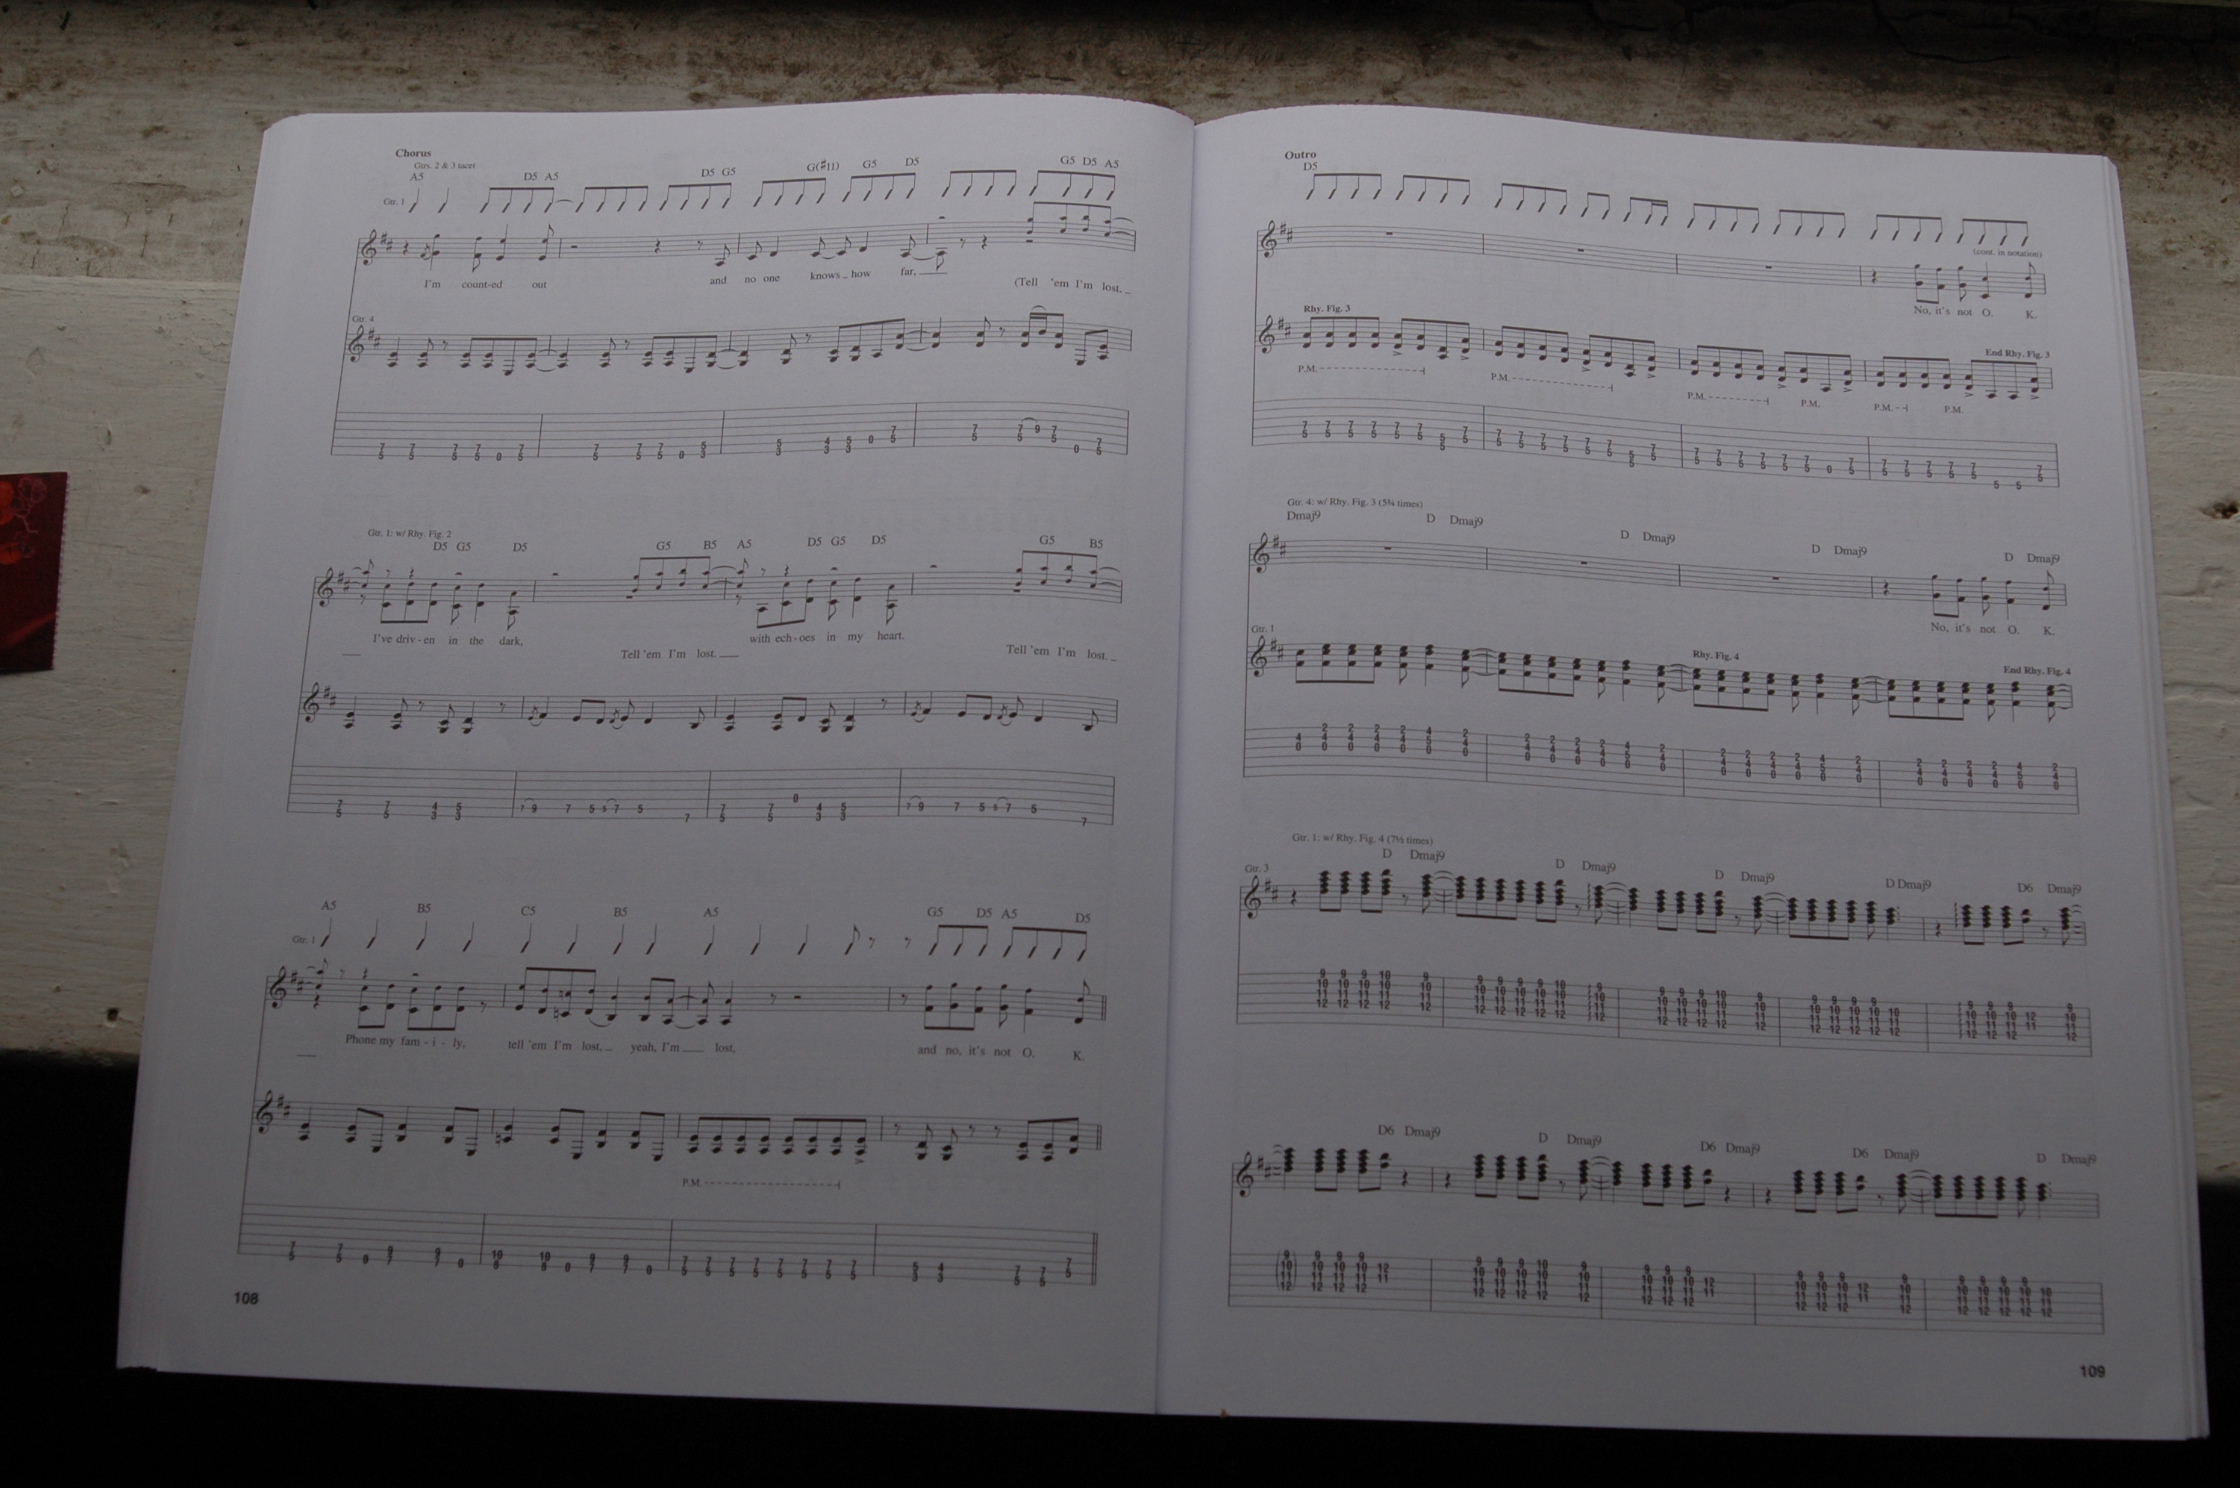 Chorus
Gtrs. 2 & 3 tacet
A5 D5 A5 D5 G5 G(#11) G5 D5 G5 D5 A5
Gtr. 1
I'm count-ed out and no one knows how far,
(Tell 'em I'm lost.
Gtr. 4
Gtr. 1: w/ Rhy. Fig. 2
D5 G5 D5 G5 B5 A5 D5 G5 D5 G5 B5
I've driv-en in the dark, with ech-oes in my heart.
Tell 'em I'm lost. Tell 'em I'm lost.
A5 B5 C5 B5 A5 G5 D5 A5 D5
Gtr. 1
Phone my fam-i-ly, tell 'em I'm lost, yeah, I'm lost, and no, it's not O. K.
P.M.
108
Outro
D5
(cont. in notation)
No, it's not O. K.
Rhy. Fig. 3 End Rhy. Fig. 3
P.M. P.M. P.M. P.M. P.M. P.M.
Gtr. 4: w/ Rhy. Fig. 3 (5¾ times)
Dmaj9 D Dmaj9 D Dmaj9 D Dmaj9 D Dmaj9
No, it's not O. K.
Gtr. 1
Rhy. Fig. 4 End Rhy. Fig. 4
Gtr. 1: w/ Rhy. Fig. 4 (7½ times)
D Dmaj9 D Dmaj9 D Dmaj9 D Dmaj9 D6 Dmaj9
Gtr. 3
D6 Dmaj9 D Dmaj9 D6 Dmaj9 D6 Dmaj9 D Dmaj9
109